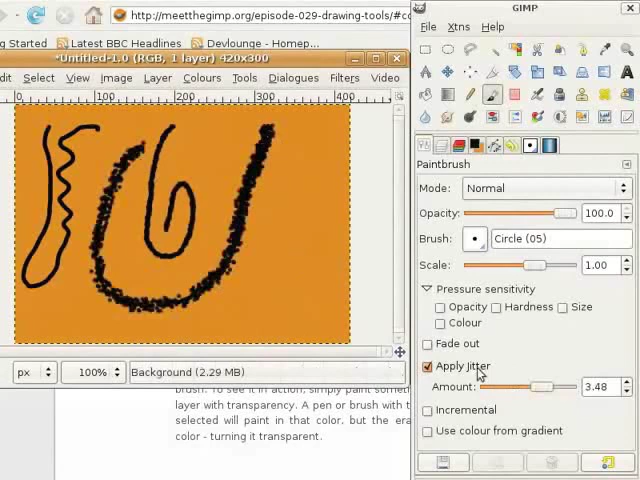 http://meetthegimp.org/episode-029-drawing-tools/#co
ng Started Latest BBC Headlines Devlounge - Homep...
*Untitled-1.0 (RGB, 1 layer) 420x300
dit Select View Image Layer Colours Tools Dialogues Filters Video
0 100 200 300 400
px 100% Background (2.29 MB)
brush. To see it in action, simply paint somet
layer with transparency. A pen or brush with t
selected will paint in that color, but the era
color - turning it transparent.
GIMP
File Xtns Help
Paintbrush
Mode: Normal
Opacity: 100.0
Brush: Circle (05)
Scale: 1.00
Pressure sensitivity
Opacity Hardness Size
Colour
Fade out
Apply Jitter
Amount: 3.48
Incremental
Use colour from gradient